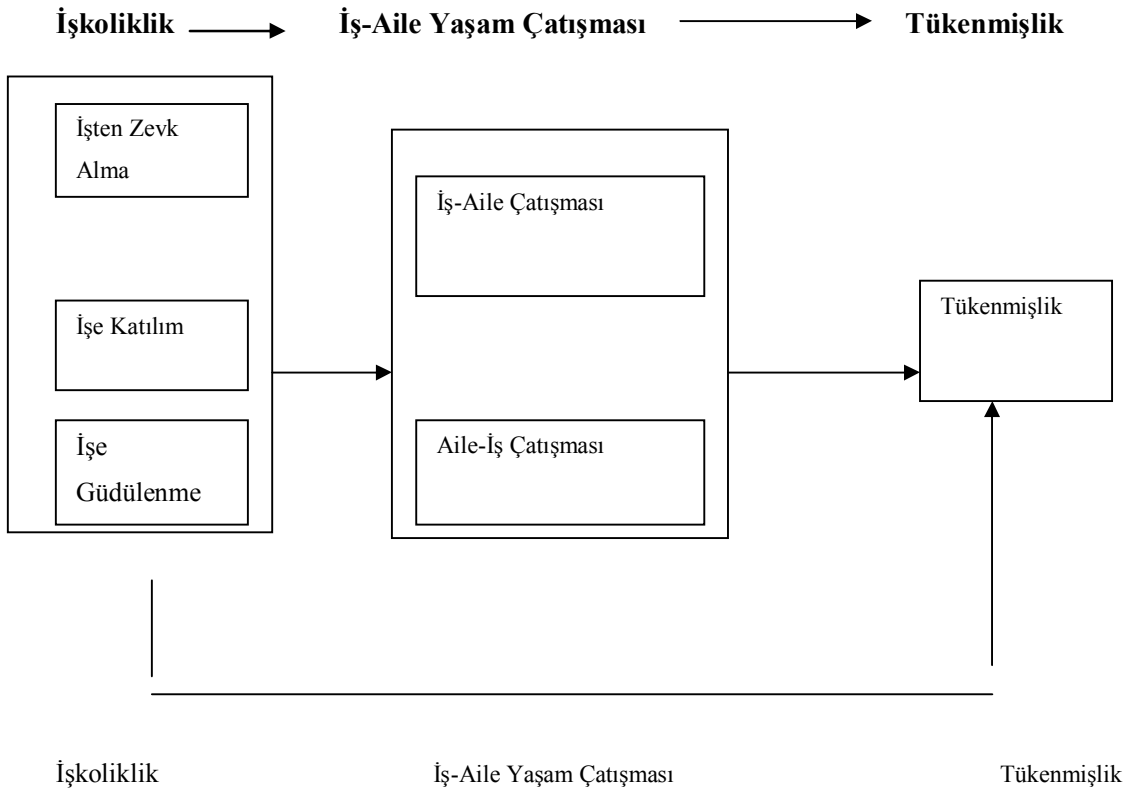 İşkoliklik İş-Aile Yaşam Çatışması Tükenmişlik
İşten Zevk
Alma
İşe Katılım
İşe
Güdülenme
İş-Aile Çatışması
Aile-İş Çatışması
Tükenmişlik
İşkoliklik İş-Aile Yaşam Çatışması Tükenmişlik